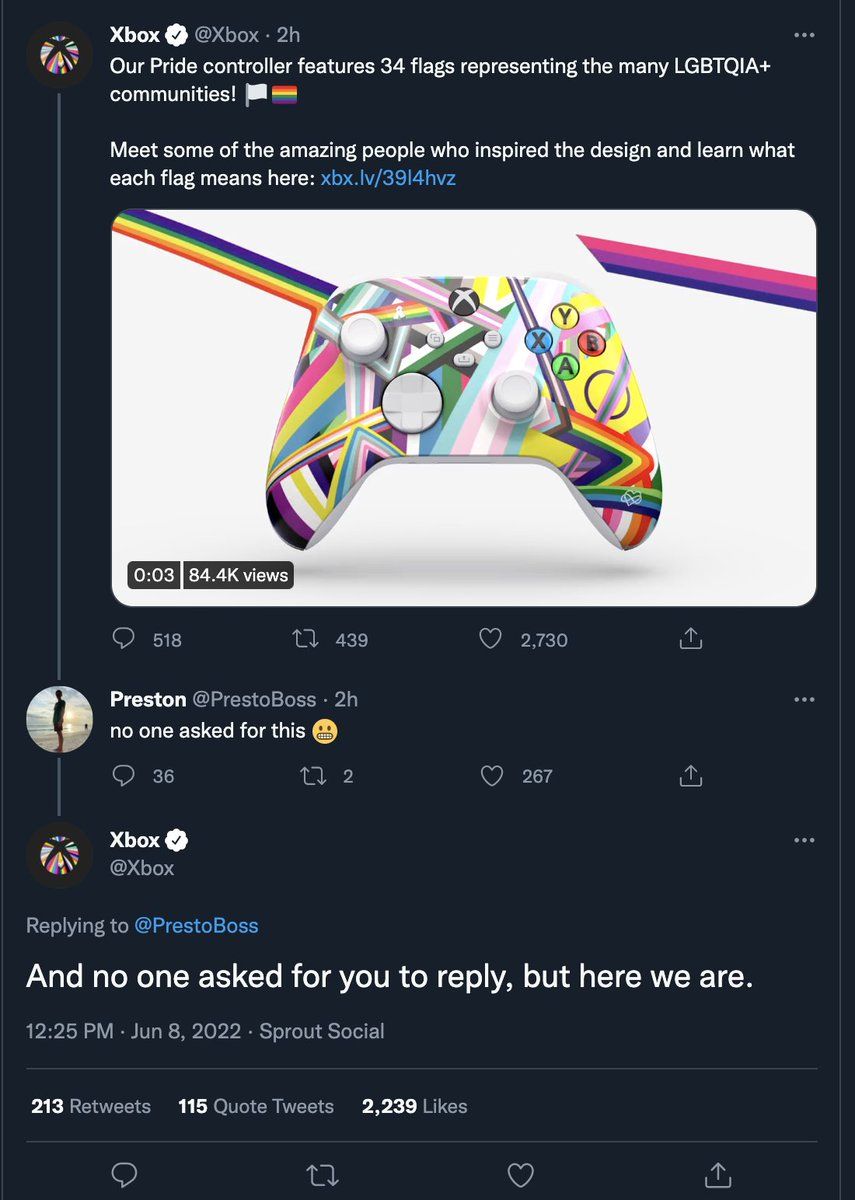 Xbox @Xbox · 2h
Our Pride controller features 34 flags representing the many LGBTQIA+
communities! 🏳️🏳️‍🌈
Meet some of the amazing people who inspired the design and learn what
each flag means here: xbx.lv/39I4hvz
Y
X B
A
0:03 84.4K views
518 439 2,730
Preston @PrestoBoss · 2h
no one asked for this 😬
36 2 267
Xbox
@Xbox
Replying to @PrestoBoss
And no one asked for you to reply, but here we are.
12:25 PM · Jun 8, 2022 · Sprout Social
213 Retweets 115 Quote Tweets 2,239 Likes